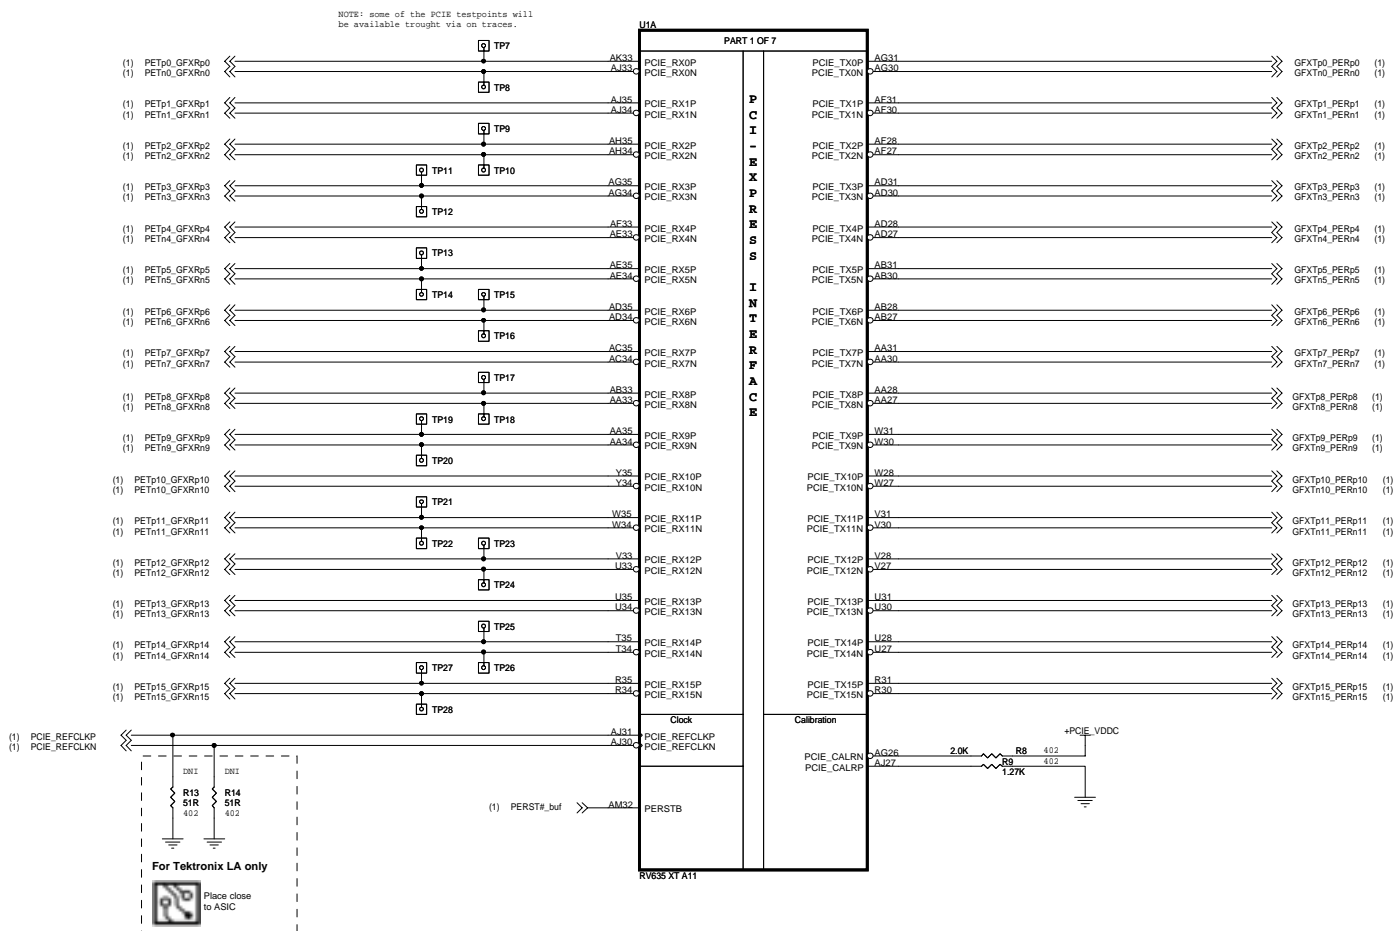 NOTE: some of the PCIE testpoints will
be available trought via on traces.
U1A
PART 1 OF 7
PCI-EXPRESS INTERFACE
TP7
(1) PETp0_GFXRp0 AK33 PCIE_RX0P PCIE_TX0P AG31 GFXTp0_PERp0 (1)
(1) PETn0_GFXRn0 AJ33 PCIE_RX0N PCIE_TX0N AG30 GFXTn0_PERn0 (1)
TP8
(1) PETp1_GFXRp1 AJ35 PCIE_RX1P PCIE_TX1P AF31 GFXTp1_PERp1 (1)
(1) PETn1_GFXRn1 AJ34 PCIE_RX1N PCIE_TX1N AF30 GFXTn1_PERn1 (1)
TP9
(1) PETp2_GFXRp2 AH35 PCIE_RX2P PCIE_TX2P AF28 GFXTp2_PERp2 (1)
(1) PETn2_GFXRn2 AH34 PCIE_RX2N PCIE_TX2N AF27 GFXTn2_PERn2 (1)
TP11 TP10
(1) PETp3_GFXRp3 AG35 PCIE_RX3P PCIE_TX3P AD31 GFXTp3_PERp3 (1)
(1) PETn3_GFXRn3 AG34 PCIE_RX3N PCIE_TX3N AD30 GFXTn3_PERn3 (1)
TP12
(1) PETp4_GFXRp4 AF33 PCIE_RX4P PCIE_TX4P AD28 GFXTp4_PERp4 (1)
(1) PETn4_GFXRn4 AE33 PCIE_RX4N PCIE_TX4N AD27 GFXTn4_PERn4 (1)
TP13
(1) PETp5_GFXRp5 AE35 PCIE_RX5P PCIE_TX5P AB31 GFXTp5_PERp5 (1)
(1) PETn5_GFXRn5 AE34 PCIE_RX5N PCIE_TX5N AB30 GFXTn5_PERn5 (1)
TP14 TP15
(1) PETp6_GFXRp6 AD35 PCIE_RX6P PCIE_TX6P AB28 GFXTp6_PERp6 (1)
(1) PETn6_GFXRn6 AD34 PCIE_RX6N PCIE_TX6N AB27 GFXTn6_PERn6 (1)
TP16
(1) PETp7_GFXRp7 AC35 PCIE_RX7P PCIE_TX7P AA31 GFXTp7_PERp7 (1)
(1) PETn7_GFXRn7 AC34 PCIE_RX7N PCIE_TX7N AA30 GFXTn7_PERn7 (1)
TP17
(1) PETp8_GFXRp8 AB33 PCIE_RX8P PCIE_TX8P AA28 GFXTp8_PERp8 (1)
(1) PETn8_GFXRn8 AA33 PCIE_RX8N PCIE_TX8N AA27 GFXTn8_PERn8 (1)
TP19 TP18
(1) PETp9_GFXRp9 AA35 PCIE_RX9P PCIE_TX9P W31 GFXTp9_PERp9 (1)
(1) PETn9_GFXRn9 AA34 PCIE_RX9N PCIE_TX9N W30 GFXTn9_PERn9 (1)
TP20
(1) PETp10_GFXRp10 Y35 PCIE_RX10P PCIE_TX10P W28 GFXTp10_PERp10 (1)
(1) PETn10_GFXRn10 Y34 PCIE_RX10N PCIE_TX10N W27 GFXTn10_PERn10 (1)
TP21
(1) PETp11_GFXRp11 W35 PCIE_RX11P PCIE_TX11P V31 GFXTp11_PERp11 (1)
(1) PETn11_GFXRn11 W34 PCIE_RX11N PCIE_TX11N V30 GFXTn11_PERn11 (1)
TP22 TP23
(1) PETp12_GFXRp12 V33 PCIE_RX12P PCIE_TX12P V28 GFXTp12_PERp12 (1)
(1) PETn12_GFXRn12 U33 PCIE_RX12N PCIE_TX12N V27 GFXTn12_PERn12 (1)
TP24
(1) PETp13_GFXRp13 U35 PCIE_RX13P PCIE_TX13P U31 GFXTp13_PERp13 (1)
(1) PETn13_GFXRn13 U34 PCIE_RX13N PCIE_TX13N U30 GFXTn13_PERn13 (1)
TP25
(1) PETp14_GFXRp14 T35 PCIE_RX14P PCIE_TX14P U28 GFXTp14_PERp14 (1)
(1) PETn14_GFXRn14 T34 PCIE_RX14N PCIE_TX14N U27 GFXTn14_PERn14 (1)
TP27 TP26
(1) PETp15_GFXRp15 R35 PCIE_RX15P PCIE_TX15P R31 GFXTp15_PERp15 (1)
(1) PETn15_GFXRn15 R34 PCIE_RX15N PCIE_TX15N R30 GFXTn15_PERn15 (1)
TP28
Clock Calibration
(1) PCIE_REFCLKP AJ31 PCIE_REFCLKP +PCIE_VDDC
(1) PCIE_REFCLKN AJ30 PCIE_REFCLKN
PCIE_CALRN AG26 2.0K R8 402
PCIE_CALRP AJ27 R9 402
1.27K
DNI DNI
R13 R14
51R 51R
402 402
(1) PERST#_buf AM32 PERSTB
For Tektronix LA only
Place close
to ASIC
RV635 XT A11